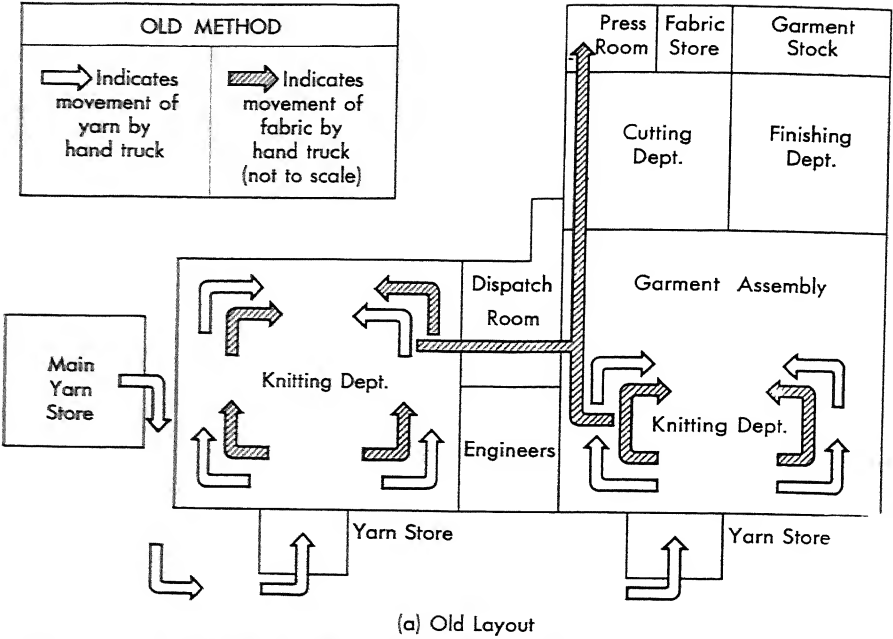 OLD METHOD
Indicates
movement of
yarn by
hand truck
Indicates
movement of
fabric by
hand truck
(not to scale)
Press
Room
Fabric
Store
Garment
Stock
Cutting
Dept.
Finishing
Dept.
Dispatch
Room
Garment Assembly
Main
Yarn
Store
Knitting Dept.
Engineers
Knitting Dept.
Yarn Store
Yarn Store
(a) Old Layout